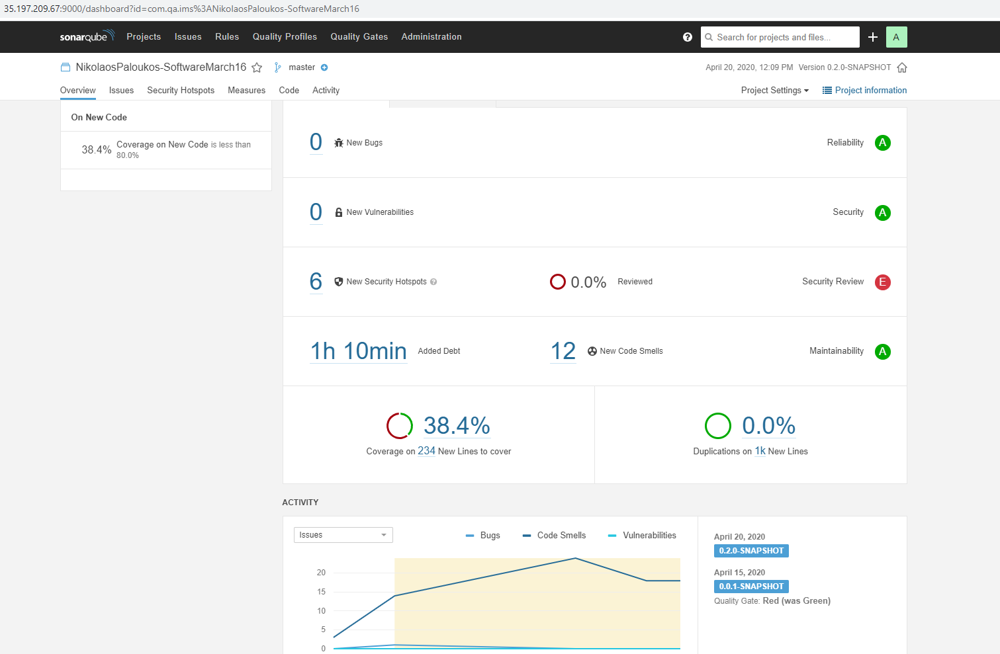 35.197.209.67:9000/dashboard?id=com.qa.ims%3ANikolaosPaloukos-SoftwareMarch16
sonarqube Projects Issues Rules Quality Profiles Quality Gates Administration ? Search for projects and files... + A
NikolaosPaloukos-SoftwareMarch16 master April 20, 2020, 12:09 PM Version 0.2.0-SNAPSHOT
Overview Issues Security Hotspots Measures Code Activity Project Settings Project information
On New Code
38.4% Coverage on New Code is less than
80.0%
0 New Bugs Reliability A
0 New Vulnerabilities Security A
6 New Security Hotspots ? 0.0% Reviewed Security Review E
1h 10min Added Debt 12 New Code Smells Maintainability A
38.4%
Coverage on 234 New Lines to cover
0.0%
Duplications on 1k New Lines
ACTIVITY
Issues Bugs Code Smells Vulnerabilities
20
15
10
5
0
April 20, 2020
0.2.0-SNAPSHOT
April 15, 2020
0.0.1-SNAPSHOT
Quality Gate: Red (was Green)